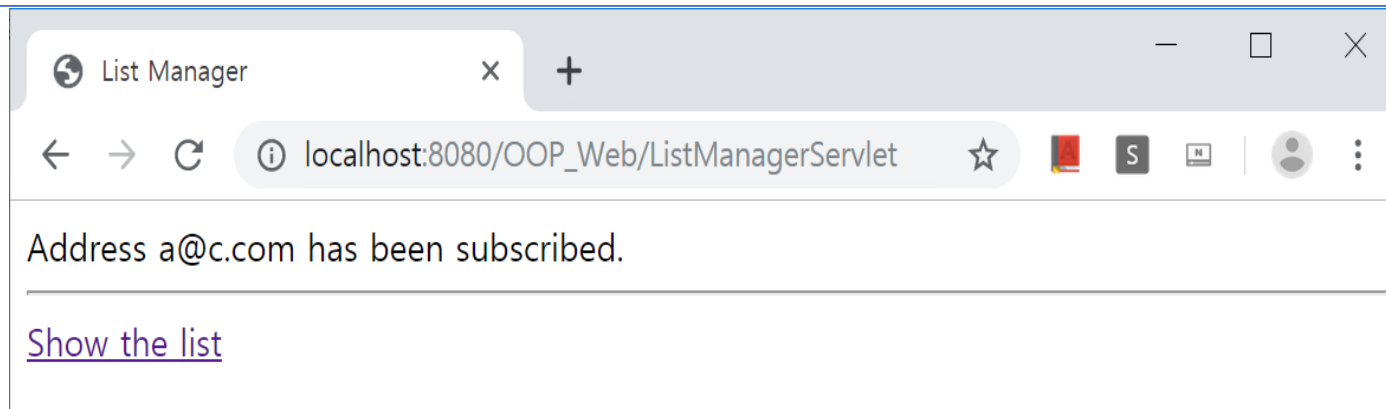 List Manager
localhost:8080/OOP_Web/ListManagerServlet
A S N
Address a@c.com has been subscribed.
Show the list